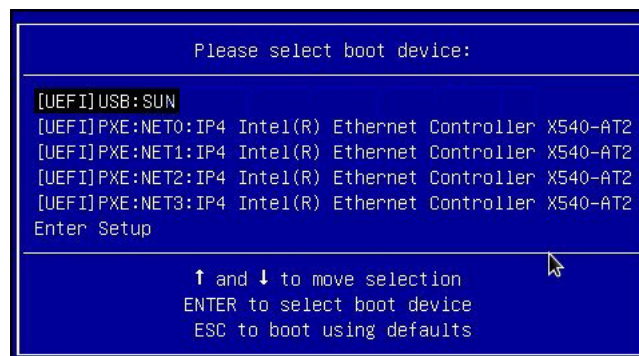 Please select boot device:
[UEFI]USB:SUN
[UEFI]PXE:NET0:IP4 Intel(R) Ethernet Controller X540-AT2
[UEFI]PXE:NET1:IP4 Intel(R) Ethernet Controller X540-AT2
[UEFI]PXE:NET2:IP4 Intel(R) Ethernet Controller X540-AT2
[UEFI]PXE:NET3:IP4 Intel(R) Ethernet Controller X540-AT2
Enter Setup
↑ and ↓ to move selection
ENTER to select boot device
ESC to boot using defaults